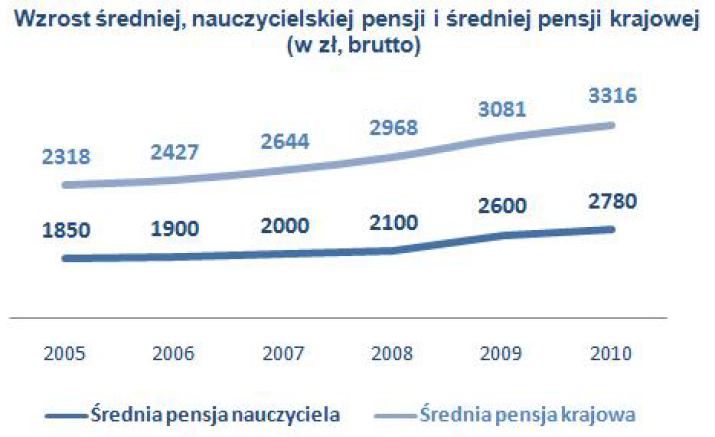 Wzrost średniej, nauczycielskiej pensji i średniej pensji krajowej
(w zł, brutto)
2318 2427 2644 2968 3081 3316
1850 1900 2000 2100 2600 2780
2005 2006 2007 2008 2009 2010
Średnia pensja nauczyciela Średnia pensja krajowa